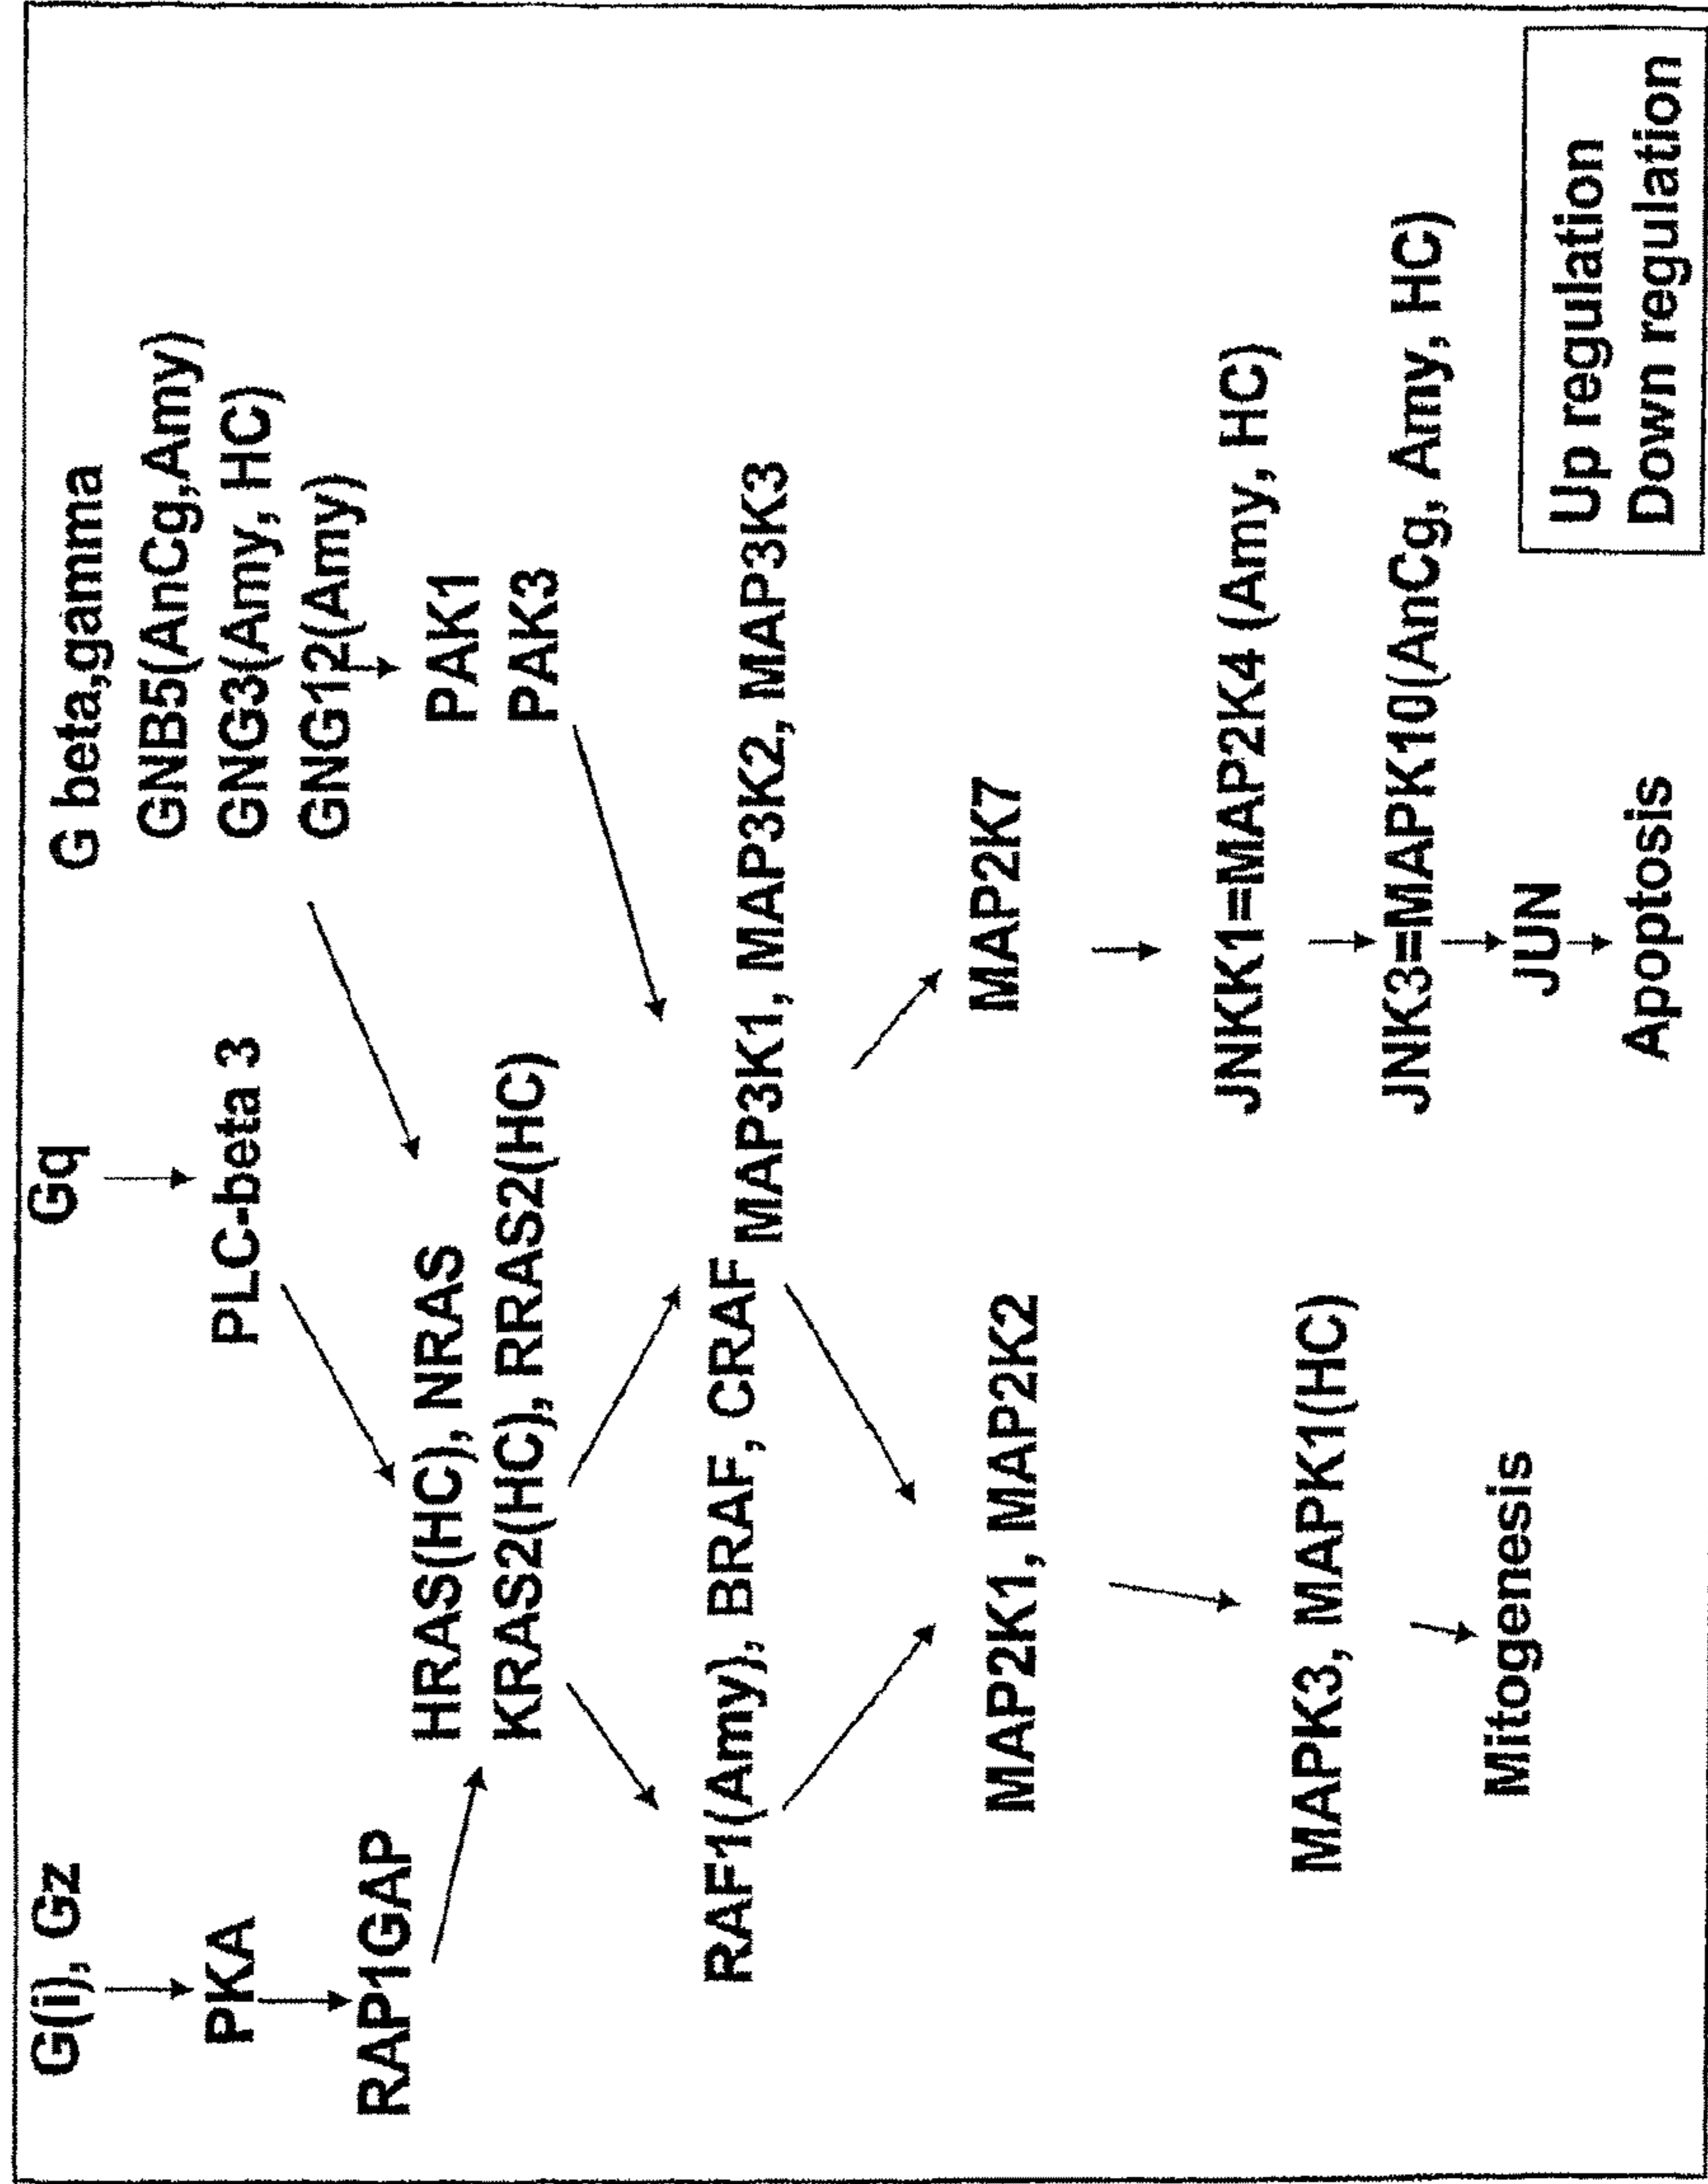 G(i), Gz
Gq
G beta,gamma
GNB5(AnCg,Amy)
GNG3(Amy, HC)
GNG12(Amy)
PKA
PLC-beta 3
RAP1GAP
PAK1
PAK3
HRAS(HC), NRAS
KRAS2(HC), RRAS2(HC)
RAF1(Amy), BRAF, CRAF
MAP3K1, MAP3K2, MAP3K3
MAP2K1, MAP2K2
MAP2K7
MAPK3, MAPK1(HC)
JNKK1=MAP2K4 (Amy, HC)
JNK3=MAPK10(AnCg, Amy, HC)
JUN
Mitogenesis
Apoptosis
Up regulation
Down regulation